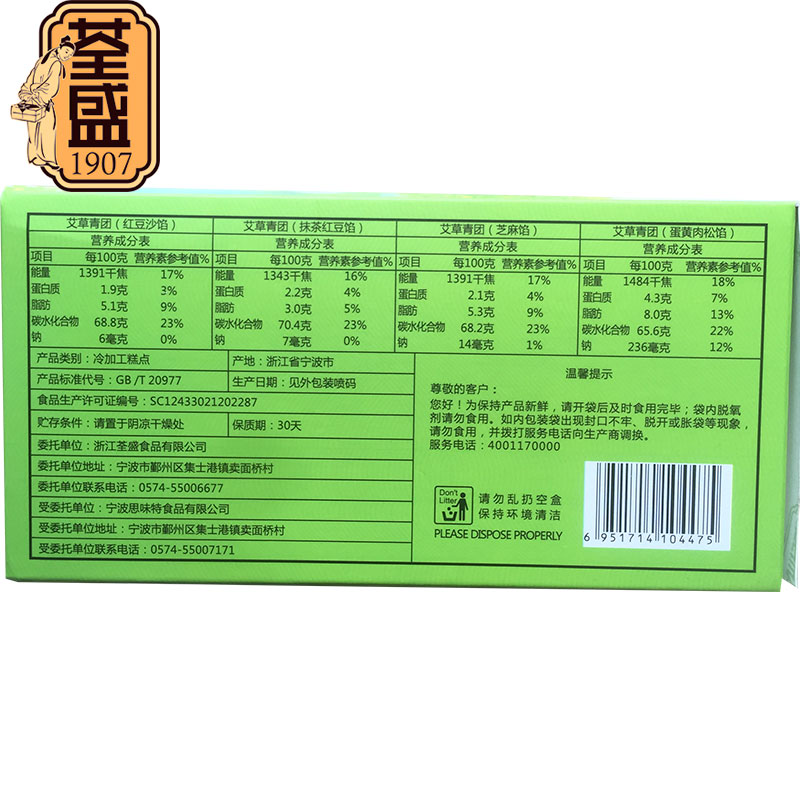 荃盛
1907
艾草青团（红豆沙馅）
营养成分表
项目 每100克 营养素参考值%
能量 1391千焦 17%
蛋白质 1.9克 3%
脂肪 5.1克 9%
碳水化合物 68.8克 23%
钠 6毫克 0%
艾草青团（抹茶红豆馅）
营养成分表
项目 每100克 营养素参考值%
能量 1343千焦 16%
蛋白质 2.2克 4%
脂肪 3.0克 5%
碳水化合物 70.4克 23%
钠 7毫克 0%
艾草青团（芝麻馅）
营养成分表
项目 每100克 营养素参考值%
能量 1391千焦 17%
蛋白质 2.1克 4%
脂肪 5.3克 9%
碳水化合物 68.2克 23%
钠 14毫克 1%
艾草青团（蛋黄肉松馅）
营养成分表
项目 每100克 营养素参考值%
能量 1484千焦 18%
蛋白质 4.3克 7%
脂肪 8.0克 13%
碳水化合物 65.6克 22%
钠 236毫克 12%
产品类别：冷加工糕点 产地：浙江省宁波市
产品标准代号：GB /T 20977 生产日期：见外包装喷码
食品生产许可证编号：SC12433021202287
贮存条件：请置于阴凉干燥处 保质期：30天
委托单位：浙江荃盛食品有限公司
委托单位地址：宁波市鄞州区集士港镇卖面桥村
委托单位联系电话：0574-55006677
受委托单位：宁波思味特食品有限公司
受委托单位地址：宁波市鄞州区集士港镇卖面桥村
受委托单位联系电话：0574-55007171
温馨提示
尊敬的客户：
您好！为保持产品新鲜，请开袋后及时食用完毕；袋内脱氧
剂请勿食用。如内包装袋出现封口不牢、脱开或胀袋等现象，
请勿食用，并拨打服务电话向生产商调换。
服务电话：4001170000
Don't
Litter
请勿乱扔空盒
保持环境清洁
PLEASE DISPOSE PROPERLY
6 951714 104475